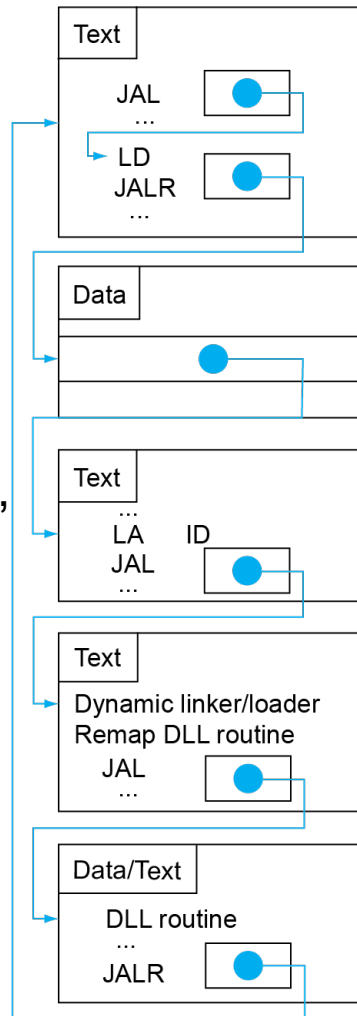 Text
JAL
...
LD
JALR
...
Data
,
Text
...
LA ID
JAL
...
Text
Dynamic linker/loader
Remap DLL routine
JAL
...
Data/Text
DLL routine
...
JALR